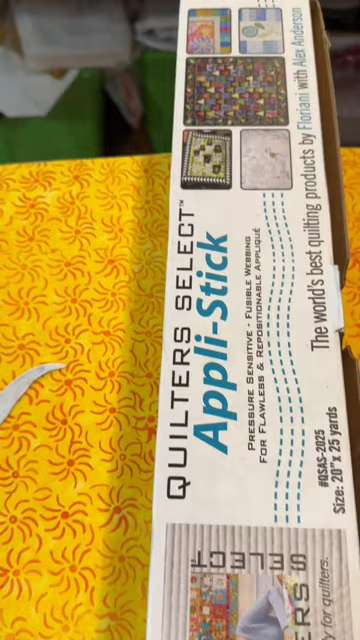 QUILTERS SELECT™
Appli-Stick
PRESSURE SENSITIVE · FUSIBLE WEBBING
FOR FLAWLESS & REPOSITIONABLE APPLIQUÉ
The world's best quilting products by Floriani with Alex Anderson
#QSAS-2025
Size: 20"x 25 yards
SELECT
ERS
y for quilters.